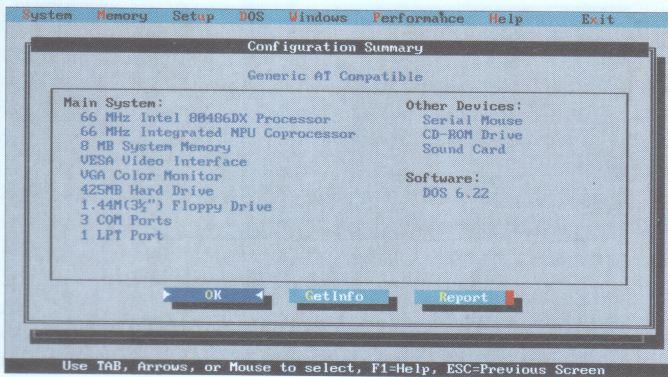 System Memory Setup DOS Windows Performance Help Exit
Configuration Summary
Generic AT Compatible
Main System:
66 MHz Intel 80486DX Processor
66 MHz Integrated NPU Coprocessor
8 MB System Memory
VESA Video Interface
VGA Color Monitor
425MB Hard Drive
1.44M(3½") Floppy Drive
3 COM Ports
1 LPT Port
Other Devices:
Serial Mouse
CD-ROM Drive
Sound Card
Software:
DOS 6.22
OK GetInfo Report
Use TAB, Arrows, or Mouse to select, F1=Help, ESC=Previous Screen